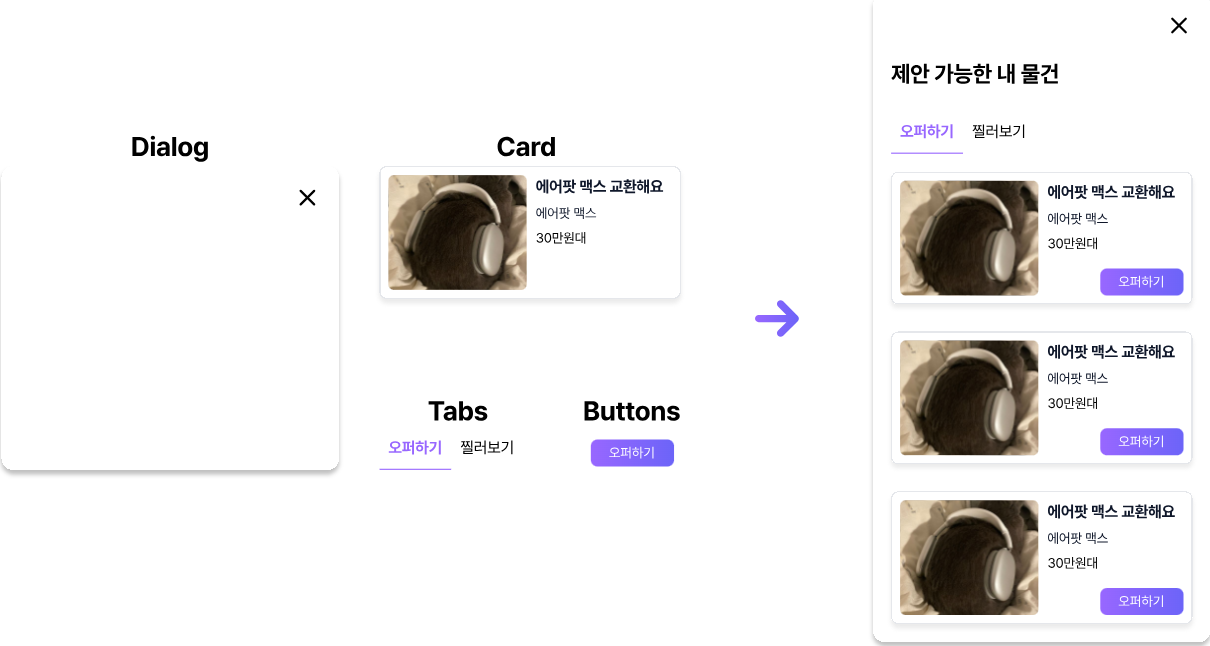 Dialog
Card
에어팟 맥스 교환해요
에어팟 맥스
30만원대
Tabs
오퍼하기 찔러보기
Buttons
오퍼하기
제안 가능한 내 물건
오퍼하기 찔러보기
에어팟 맥스 교환해요
에어팟 맥스
30만원대
오퍼하기
에어팟 맥스 교환해요
에어팟 맥스
30만원대
오퍼하기
에어팟 맥스 교환해요
에어팟 맥스
30만원대
오퍼하기